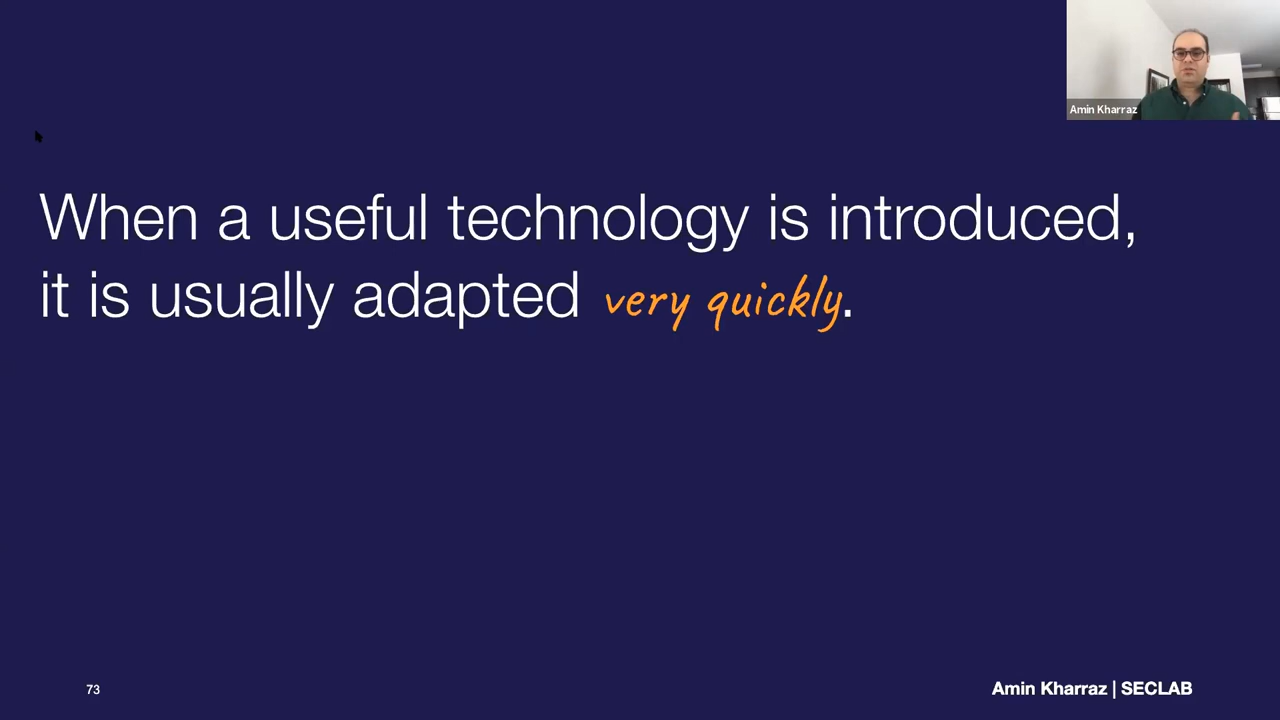 Amin Kharraz
When a useful technology is introduced,
it is usually adapted very quickly.
73
Amin Kharraz | SECLAB